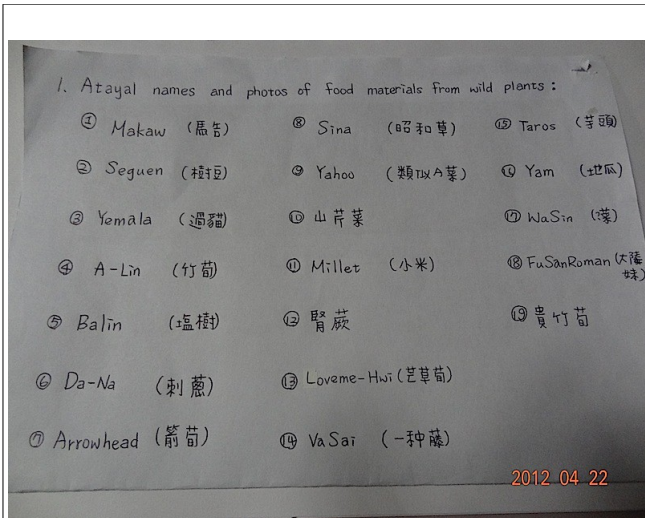 1. Atayal names and photos of food materials from wild plants:
① Makaw (馬告)
② Seguen (樹豆)
③ Yemala (過貓)
④ A-Lin (竹筍)
⑤ Balin (塩樹)
⑥ Da-Na (刺蔥)
⑦ Arrowhead (箭筍)
⑧ Sina (昭和草)
⑨ Yahoo (類似A菜)
⑩ 山芹菜
⑪ Millet (小米)
⑫ 腎蕨
⑬ Loveme-Hwi (芒草筍)
⑭ VaSai (一种藤)
⑮ Taros (芋頭)
⑯ Yam (地瓜)
⑰ WaSin
⑱ FuSanRoman (大陸
妹)
⑲ 貴竹筍
2012 04 22